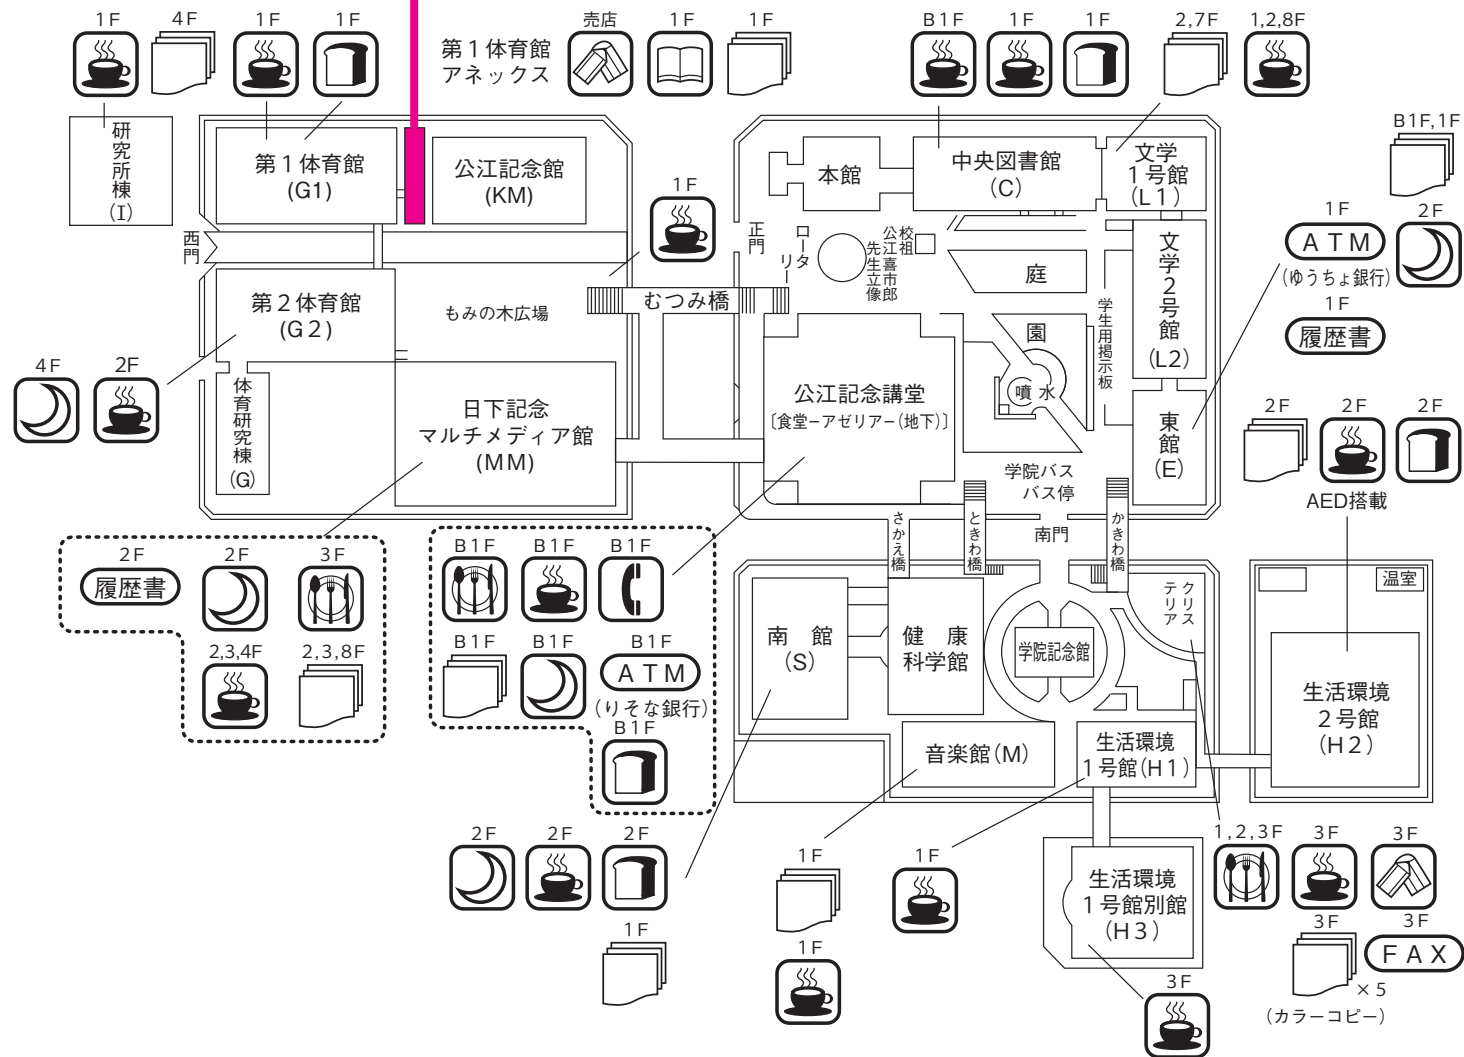 1F
4F
1F
1F
第1体育館
アネックス
売店
1F
1F
B1F
1F
1F
2,7F
1,2,8F
B1F,1F
研究所棟
(I)
第1体育館
(G1)
公江記念館
(KM)
本館
中央図書館
(C)
文学
1号館
(L1)
1F
1F
ATM
(ゆうちょ銀行)
2F
1F
履歴書
西門
正門
ロータリー
校祖
公江喜市郎
先生立像
庭
文学2号館
(L2)
第2体育館
(G2)
もみの木広場
むつみ橋
園
噴水
学生用掲示板
4F
2F
体育研究棟
(G)
日下記念
マルチメディア館
(MM)
公江記念講堂
〔食堂-アゼリア-(地下)〕
東館
(E)
2F
2F
2F
AED搭載
学院バス
バス停
南門
さかえ橋
ときわ橋
かきわ橋
2F
履歴書
2F
3F
2,3,4F
2,3,8F
B1F
B1F
B1F
B1F
B1F
B1F
ATM
(りそな銀行)
B1F
南館
(S)
健康
科学館
学院記念館
クリステリア
温室
生活環境
2号館
(H2)
音楽館(M)
生活環境
1号館(H1)
2F
2F
2F
1F
1F
1F
1F
生活環境
1号館別館
(H3)
3F
1,2,3F
3F
3F
3F
×5
(カラーコピー)
3F
FAX